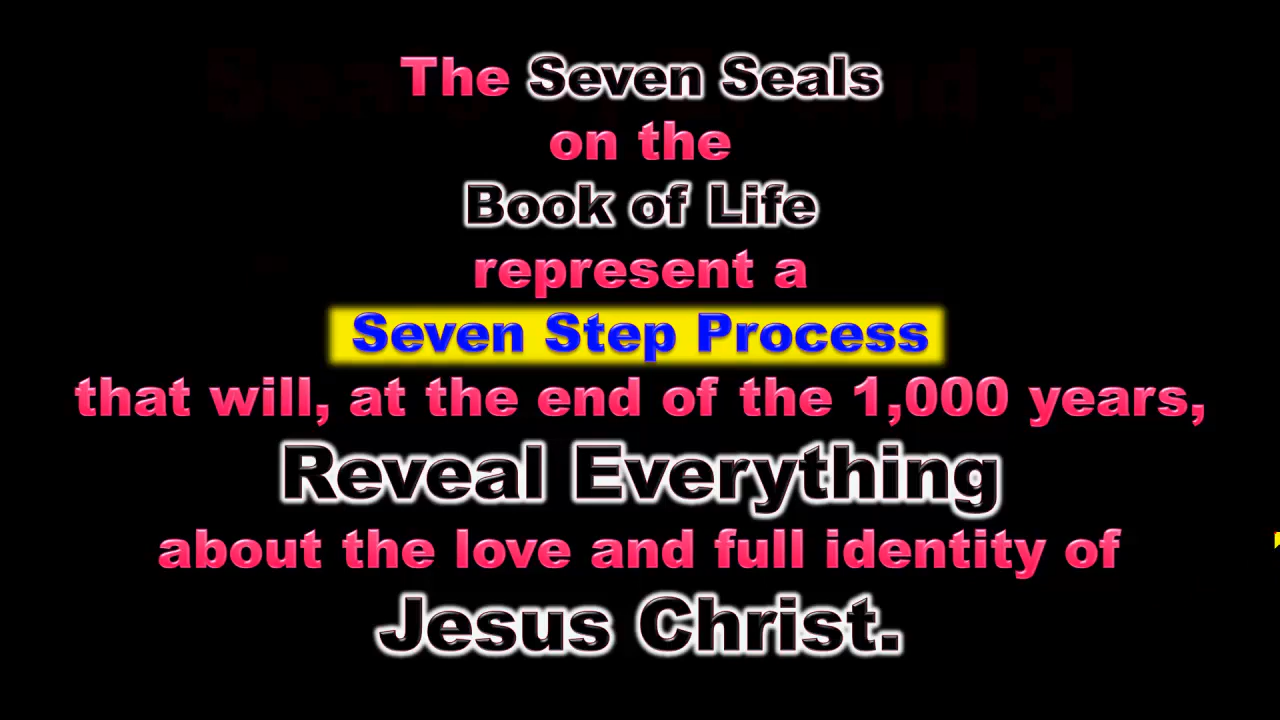 The Seven Seals
on the
Book of Life
represent a
Seven Step Process
that will, at the end of the 1,000 years,
Reveal Everything
about the love and full identity of
Jesus Christ.